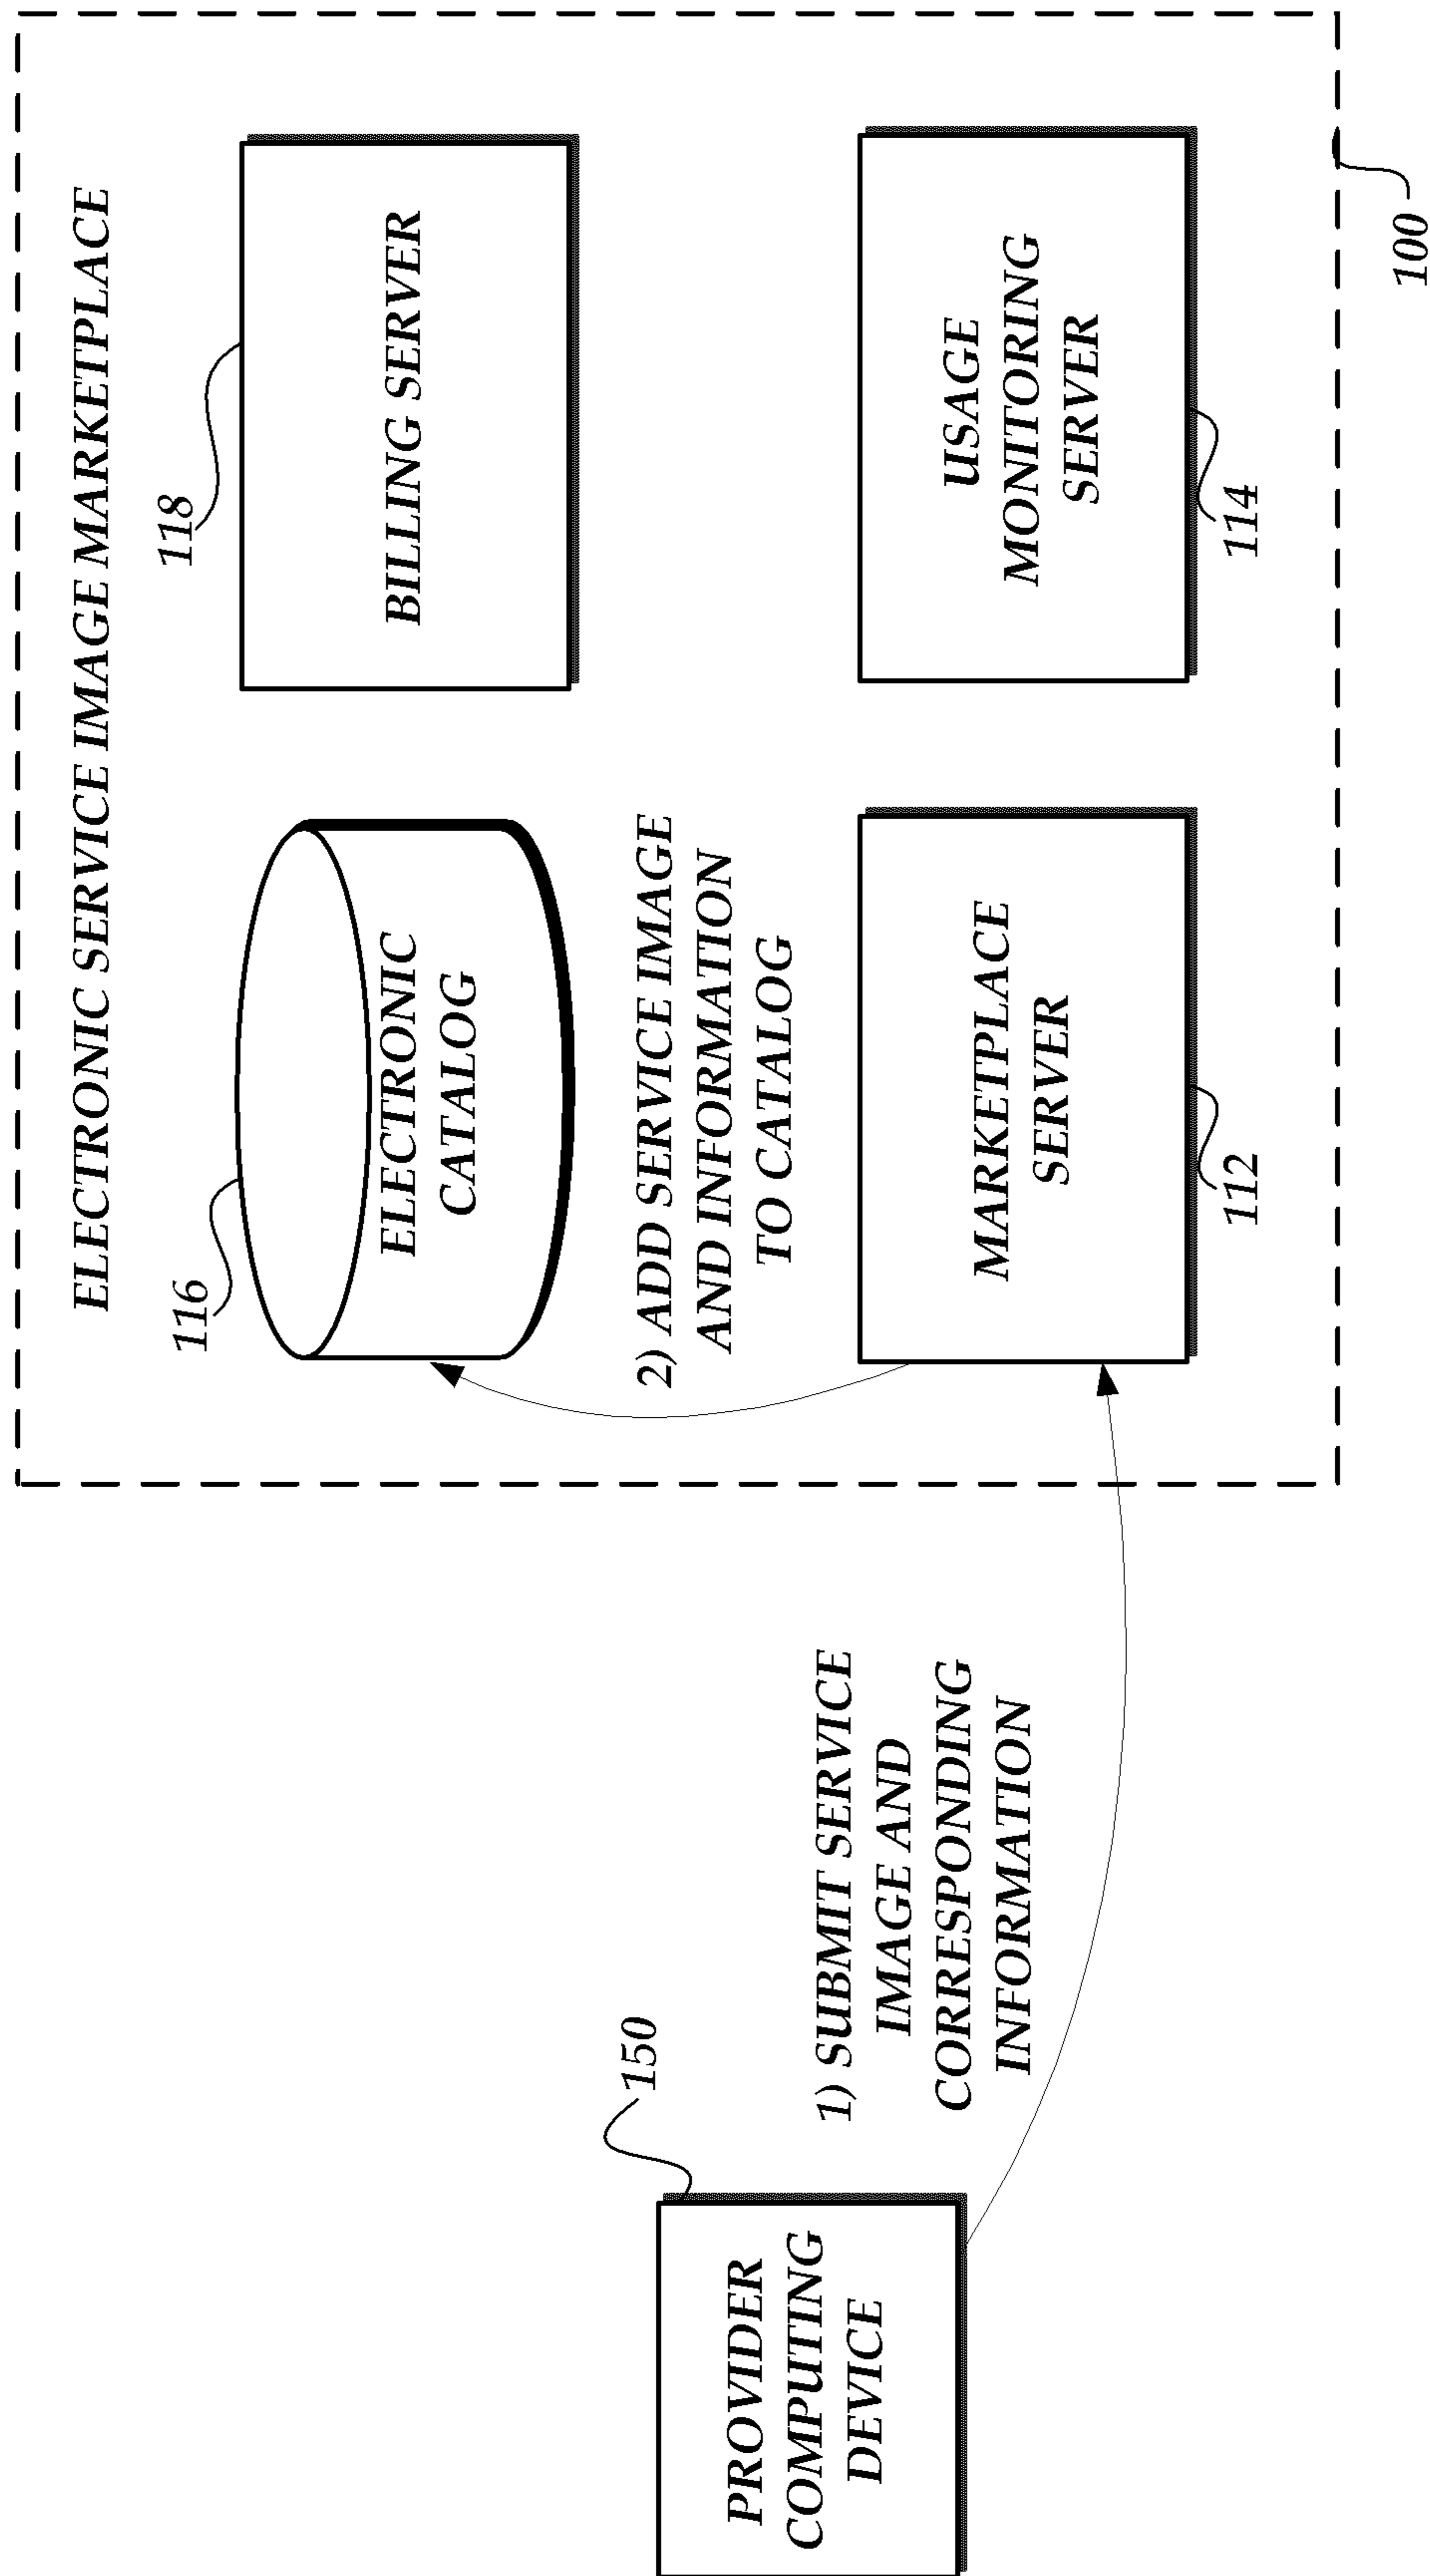 ELECTRONIC SERVICE IMAGE MARKETPLACE
116
ELECTRONIC
CATALOG
118
BILLING SERVER
2) ADD SERVICE IMAGE
AND INFORMATION
TO CATALOG
150
PROVIDER
COMPUTING
DEVICE
1) SUBMIT SERVICE
IMAGE AND
CORRESPONDING
INFORMATION
MARKETPLACE
SERVER
112
USAGE
MONITORING
SERVER
114
100